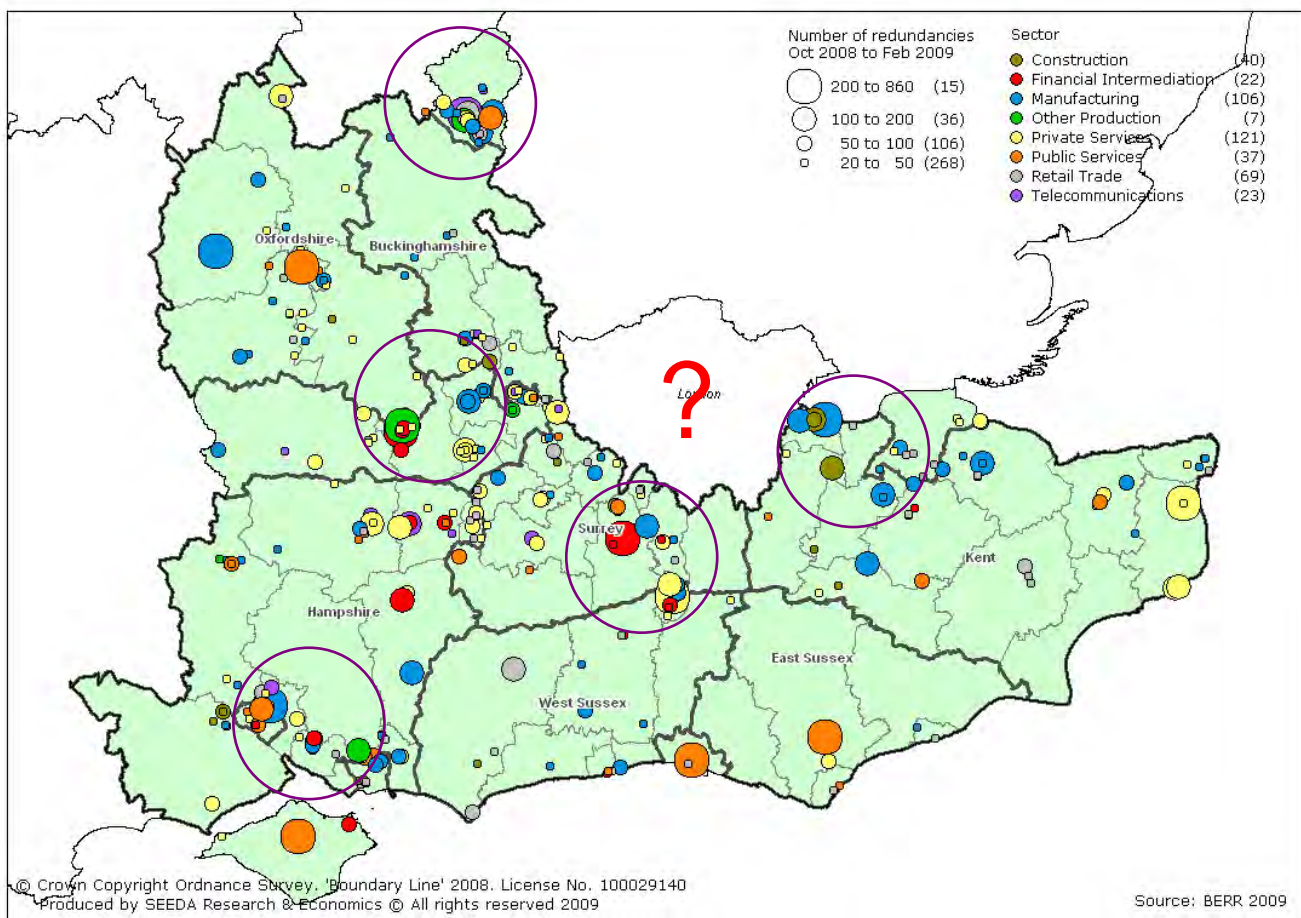 Number of redundancies
Oct 2008 to Feb 2009
200 to 860 (15)
100 to 200 (36)
50 to 100 (106)
20 to 50 (268)
Sector
Construction (40)
Financial Intermediation (22)
Manufacturing (106)
Other Production (7)
Private Services (121)
Public Services (37)
Retail Trade (69)
Telecommunications (23)
Oxfordshire
Buckinghamshire
?
London
Surrey
Kent
Hampshire
East Sussex
West Sussex
© Crown Copyright Ordnance Survey. 'Boundary Line' 2008. License No. 100029140
Produced by SEEDA Research & Economics © All rights reserved 2009
Source: BERR 2009